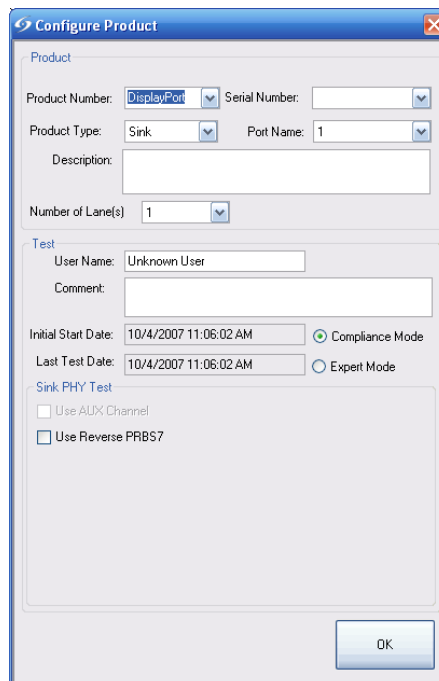 Configure Product
Product
Product Number: DisplayPort Serial Number:
Product Type: Sink Port Name: 1
Description:
Number of Lane(s) 1
Test
User Name: Unknown User
Comment:
Initial Start Date: 10/4/2007 11:06:02 AM Compliance Mode
Last Test Date: 10/4/2007 11:06:02 AM Expert Mode
Sink PHY Test
Use AUX Channel
Use Reverse PRBS7
OK